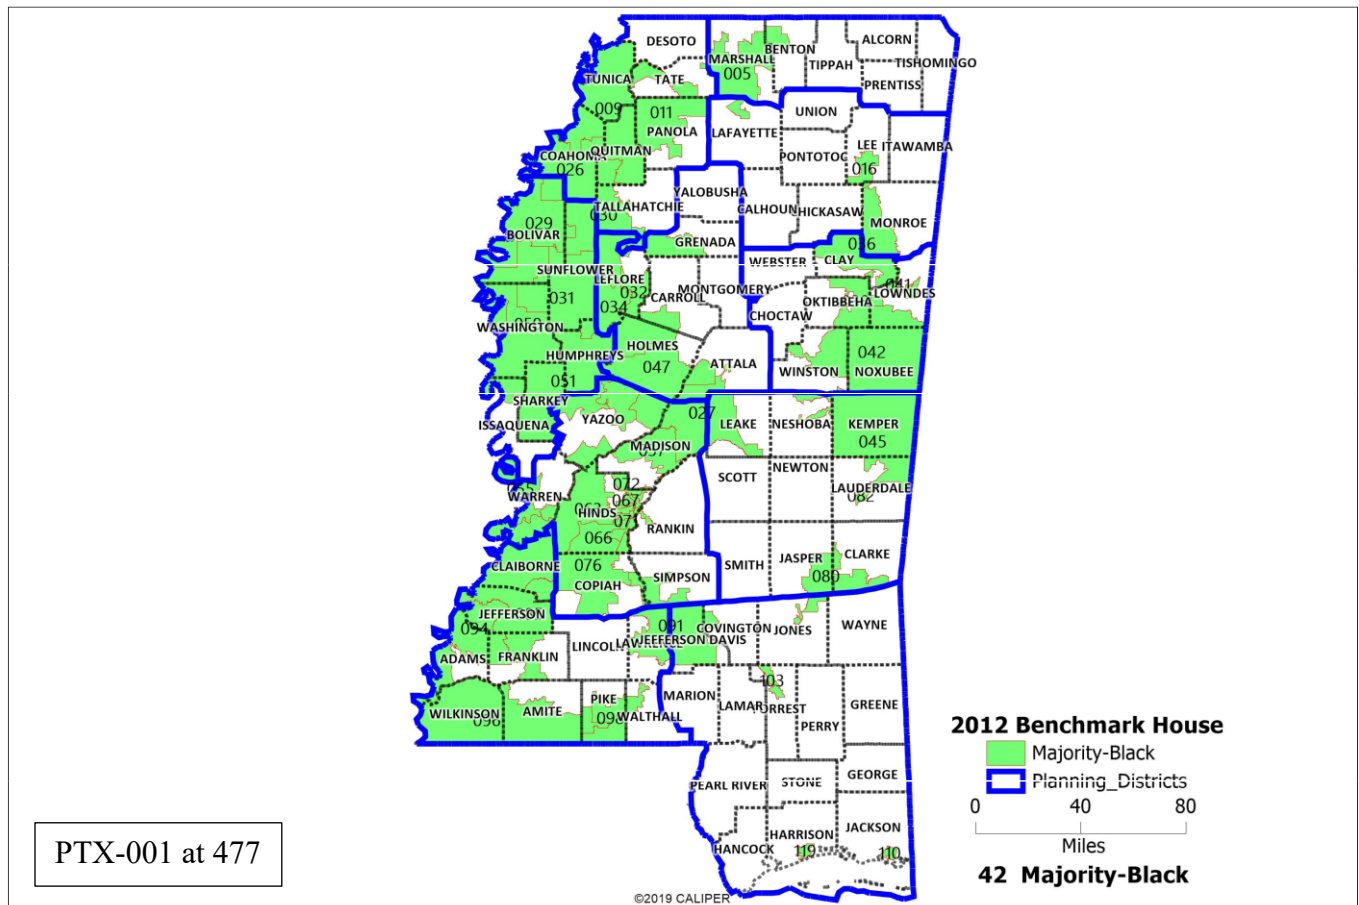 DESOTO
ALCORN
BENTON
MARSHALL
TISHOMINGO
TIPPAH
005
TUNICA
TATE
PRENTISS
009
011
UNION
PANOLA
LAFAYETTE
LEE
ITAWAMBA
QUITMAN
COAHOMA
PONTOTOC
026
016
YALOBUSHA
TALLAHATCHIE
CALHOUN
CHICKASAW
MONROE
029
030
BOLIVAR
GRENADA
036
CLAY
WEBSTER
SUNFLOWER
LEFLORE
MONTGOMERY
041
LOWNDES
032
CARROLL
OKTIBBEHA
031
034
CHOCTAW
WASHINGTON
HOLMES
HUMPHREYS
ATTALA
042
047
WINSTON
NOXUBEE
051
SHARKEY
027
YAZOO
ISSAQUENA
LEAKE
NESHOBA
KEMPER
MADISON
045
NEWTON
SCOTT
072
LAUDERDALE
WARREN
082
067
HINDS
071
RANKIN
066
CLARKE
JASPER
CLAIBORNE
076
SMITH
SIMPSON
080
COPIAH
JEFFERSON
094
091
COVINGTON
JONES
WAYNE
LINCOLN
LAWRENCE
JEFFERSON DAVIS
ADAMS
FRANKLIN
103
MARION
PIKE
LAMAR
FORREST
GREENE
WILKINSON
AMITE
WALTHALL
PERRY
2012 Benchmark House
Majority-Black
Planning_Districts
GEORGE
PEARL RIVER
STONE
0 40 80
Miles
JACKSON
HARRISON
HANCOCK
119
110
42 Majority-Black
PTX-001 at 477
©2019 CALIPER